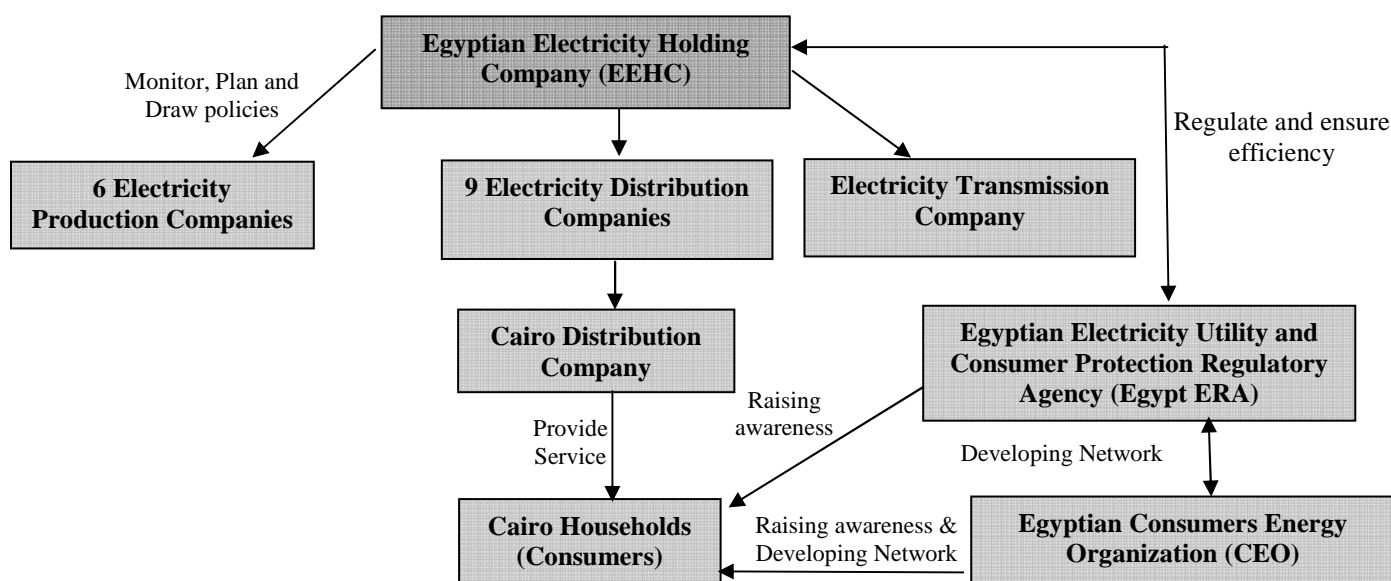 Egyptian Electricity Holding
Company (EEHC)
Monitor, Plan and
Draw policies
Regulate and ensure
efficiency
6 Electricity
Production Companies
9 Electricity Distribution
Companies
Electricity Transmission
Company
Cairo Distribution
Company
Egyptian Electricity Utility and
Consumer Protection Regulatory
Agency (Egypt ERA)
Raising
awareness
Provide
Service
Developing Network
Cairo Households
(Consumers)
Raising awareness &
Developing Network
Egyptian Consumers Energy
Organization (CEO)